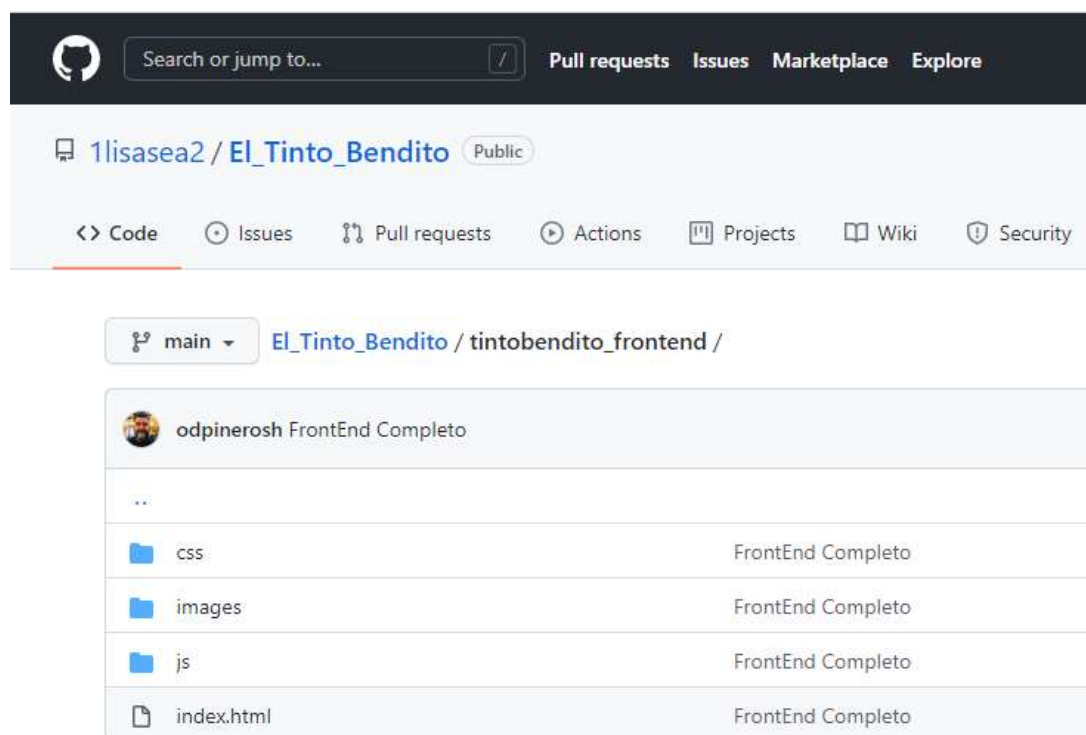 Search or jump to... / Pull requests Issues Marketplace Explore
1lisasea2 / El_Tinto_Bendito Public
<> Code Issues Pull requests Actions Projects Wiki Security
main El_Tinto_Bendito / tintobendito_frontend /
odpinerosh FrontEnd Completo
..
css FrontEnd Completo
images FrontEnd Completo
js FrontEnd Completo
index.html FrontEnd Completo